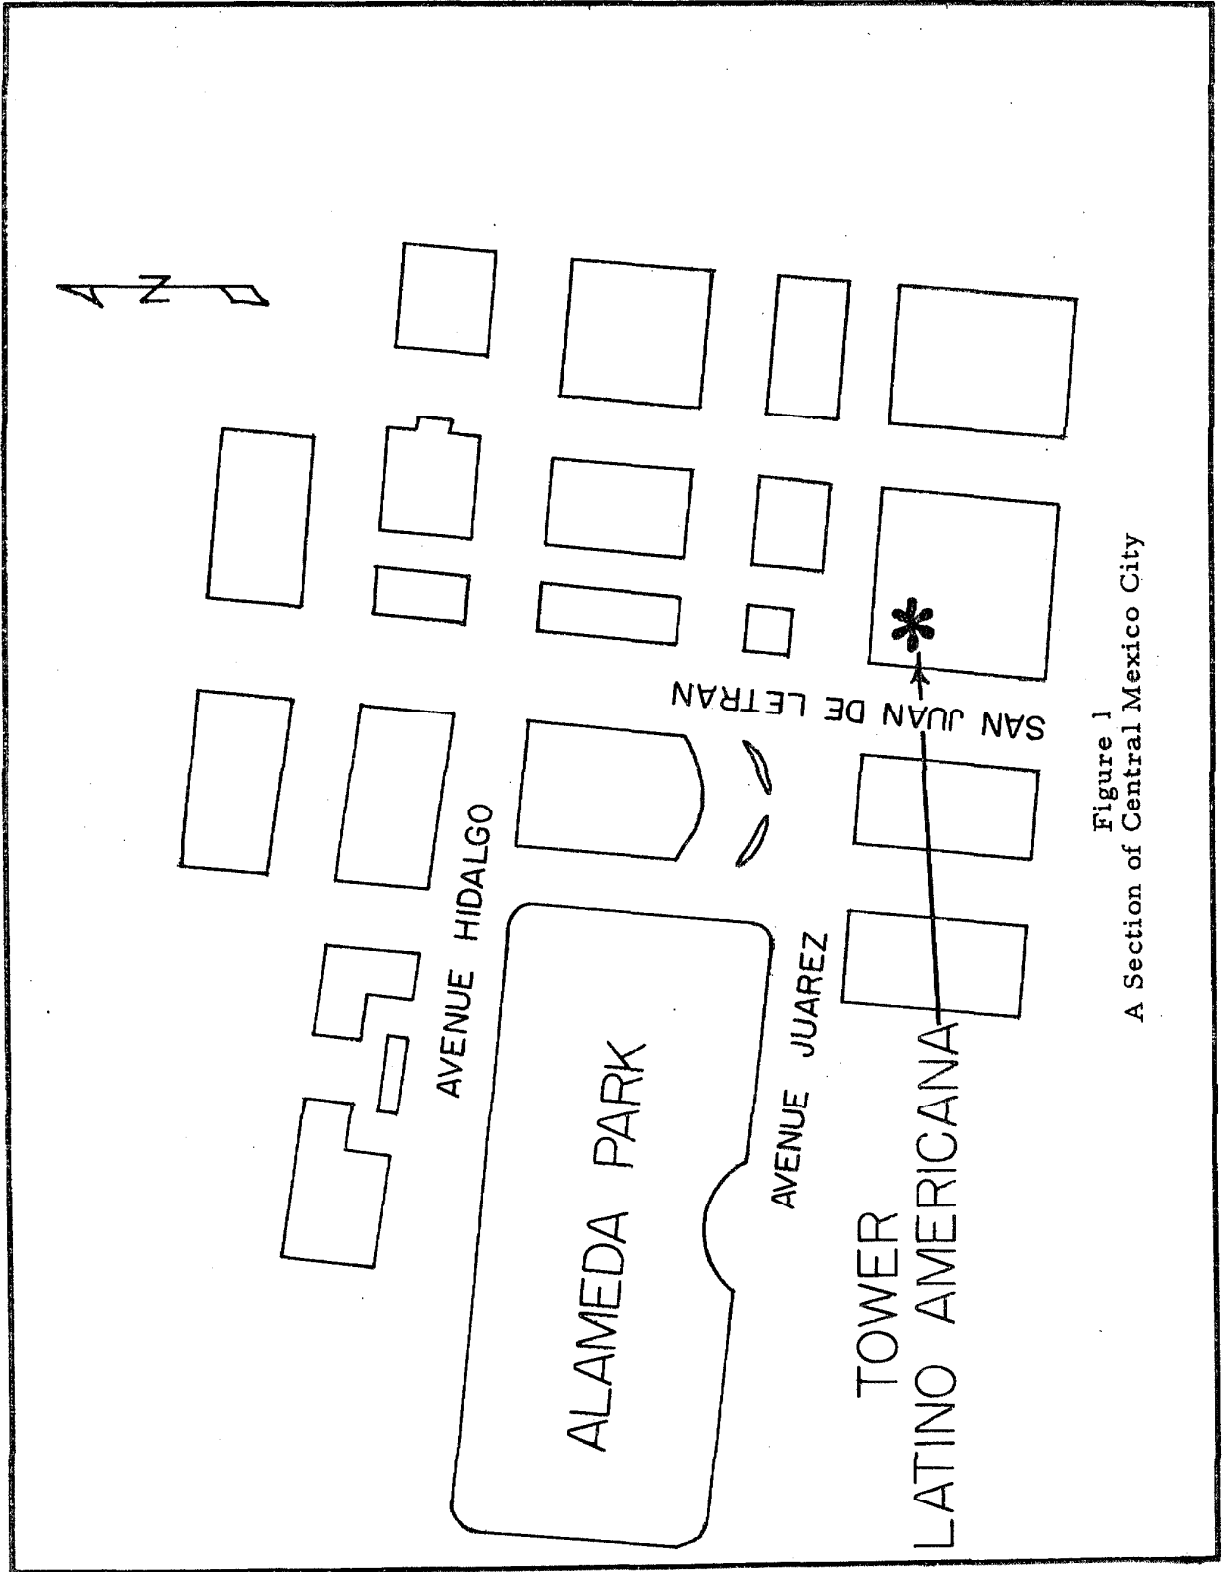 N
AVENUE HIDALGO
ALAMEDA PARK
AVENUE JUAREZ
SAN JUAN DE LETRAN
TOWER
LATINO AMERICANA
Figure 1
A Section of Central Mexico City